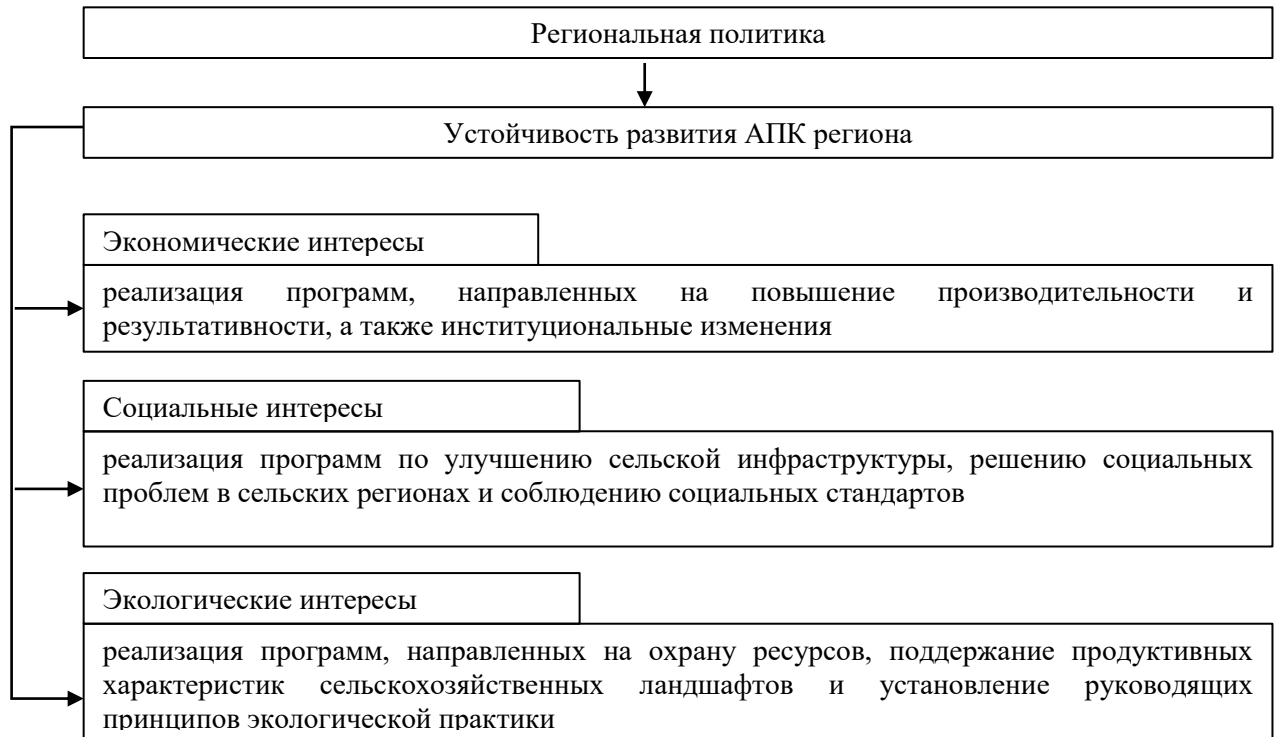 Региональная политика
Устойчивость развития АПК региона
Экономические интересы
реализация программ, направленных на повышение производительности и
результативности, а также институциональные изменения
Социальные интересы
реализация программ по улучшению сельской инфраструктуры, решению социальных
проблем в сельских регионах и соблюдению социальных стандартов
Экологические интересы
реализация программ, направленных на охрану ресурсов, поддержание продуктивных
характеристик сельскохозяйственных ландшафтов и установление руководящих
принципов экологической практики